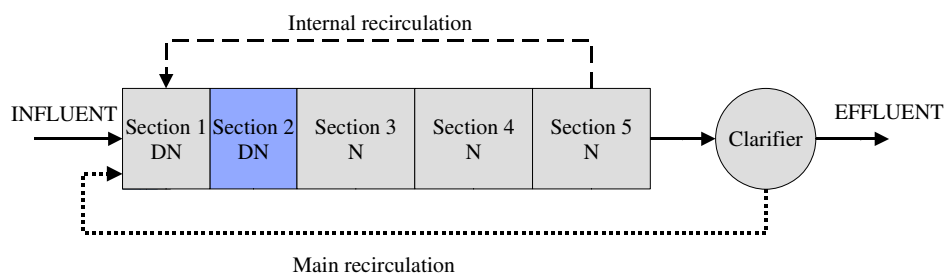 Internal recirculation
INFLUENT
Section 1
DN
Section 2
DN
Section 3
N
Section 4
N
Section 5
N
Clarifier
EFFLUENT
Main recirculation